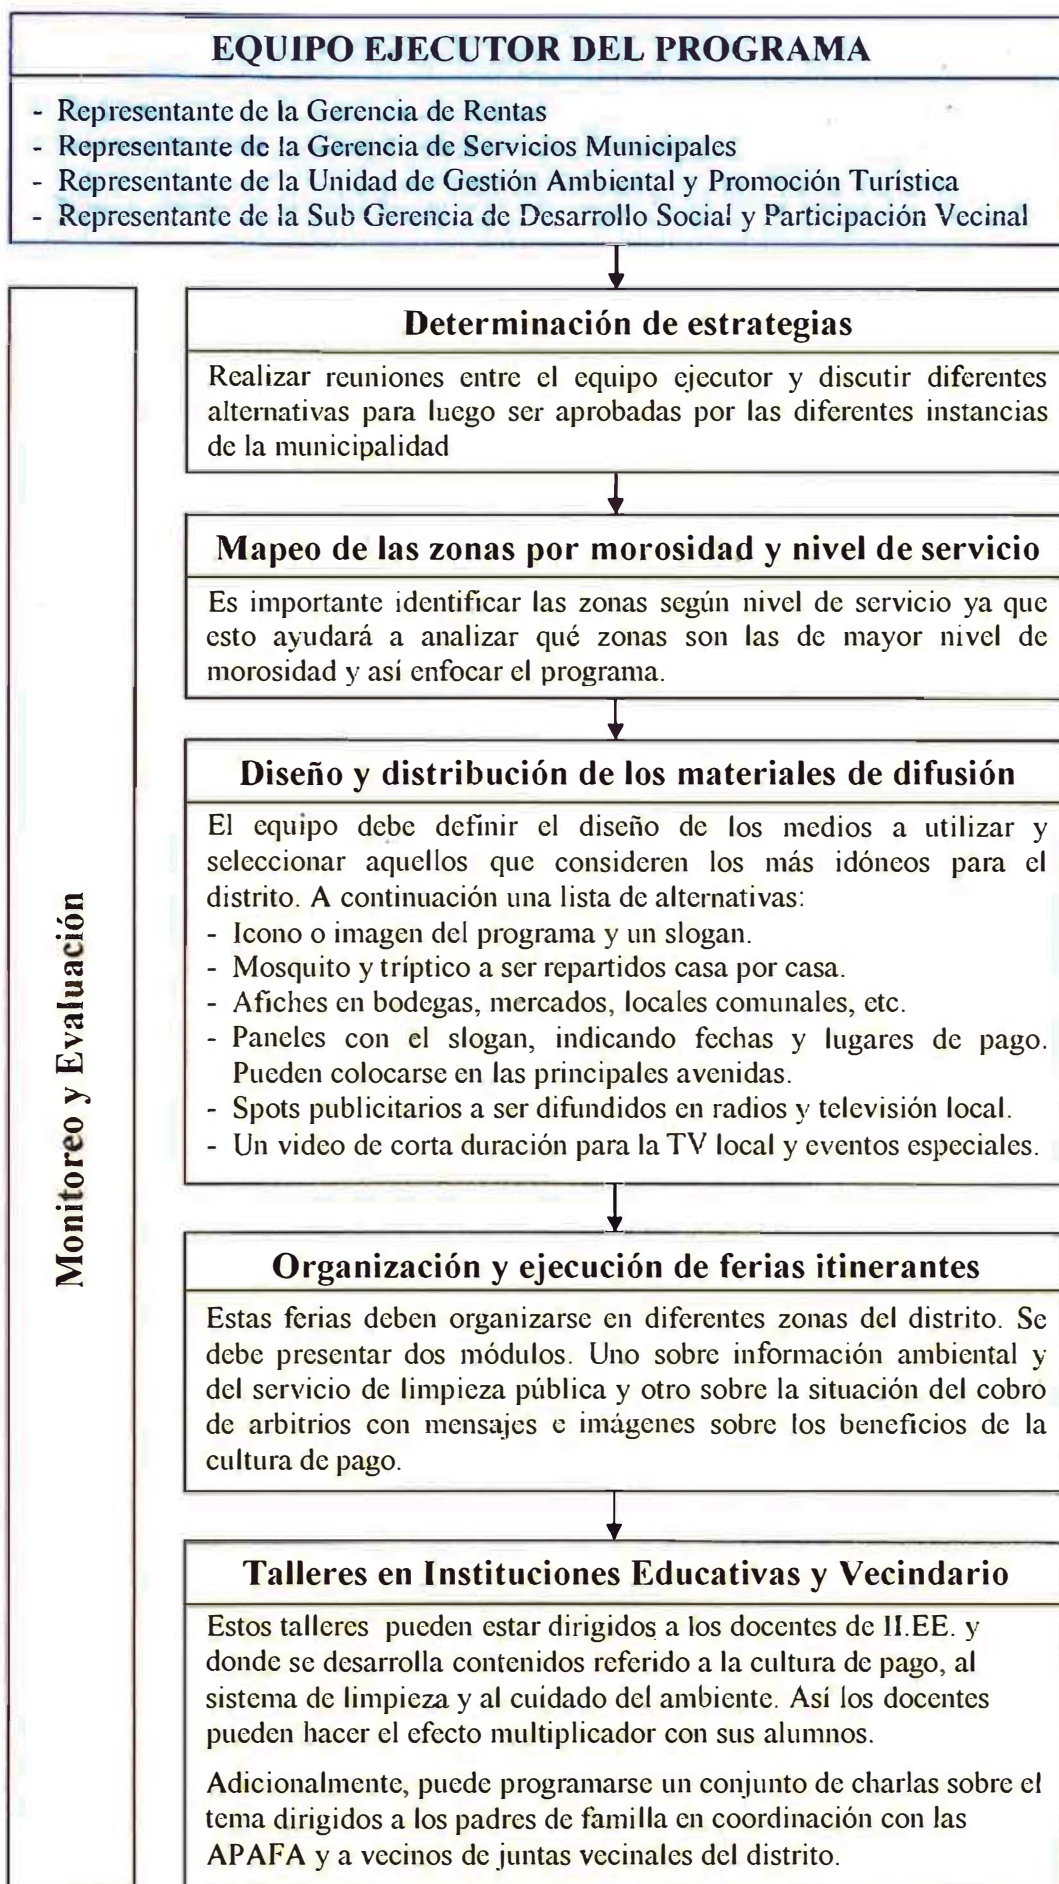 EQUIPO EJECUTOR DEL PROGRAMA
- Representante de la Gerencia de Rentas
- Representante de la Gerencia de Servicios Municipales
- Representante de la Unidad de Gestión Ambiental y Promoción Turística
- Representante de la Sub Gerencia de Desarrollo Social y Participación Vecinal
Monitoreo y Evaluación
Determinación de estrategias
Realizar reuniones entre el equipo ejecutor y discutir diferentes
alternativas para luego ser aprobadas por las diferentes instancias
de la municipalidad
Mapeo de las zonas por morosidad y nivel de servicio
Es importante identificar las zonas según nivel de servicio ya que
esto ayudará a analizar qué zonas son las de mayor nivel de
morosidad y así enfocar el programa.
Diseño y distribución de los materiales de difusión
El equipo debe definir el diseño de los medios a utilizar y
seleccionar aquellos que consideren los más idóneos para el
distrito. A continuación una lista de alternativas:
- Icono o imagen del programa y un slogan.
- Mosquito y tríptico a ser repartidos casa por casa.
- Afiches en bodegas, mercados, locales comunales, etc.
- Paneles con el slogan, indicando fechas y lugares de pago.
Pueden colocarse en las principales avenidas.
- Spots publicitarios a ser difundidos en radios y televisión local.
- Un video de corta duración para la TV local y eventos especiales.
Organización y ejecución de ferias itinerantes
Estas ferias deben organizarse en diferentes zonas del distrito. Se
debe presentar dos módulos. Uno sobre información ambiental y
del servicio de limpieza pública y otro sobre la situación del cobro
de arbitrios con mensajes e imágenes sobre los beneficios de la
cultura de pago.
Talleres en Instituciones Educativas y Vecindario
Estos talleres pueden estar dirigidos a los docentes de II.EE. y
donde se desarrolla contenidos referido a la cultura de pago, al
sistema de limpieza y al cuidado del ambiente. Así los docentes
pueden hacer el efecto multiplicador con sus alumnos.
Adicionalmente, puede programarse un conjunto de charlas sobre el
tema dirigidos a los padres de familla en coordinación con las
APAFA y a vecinos de juntas vecinales del distrito.